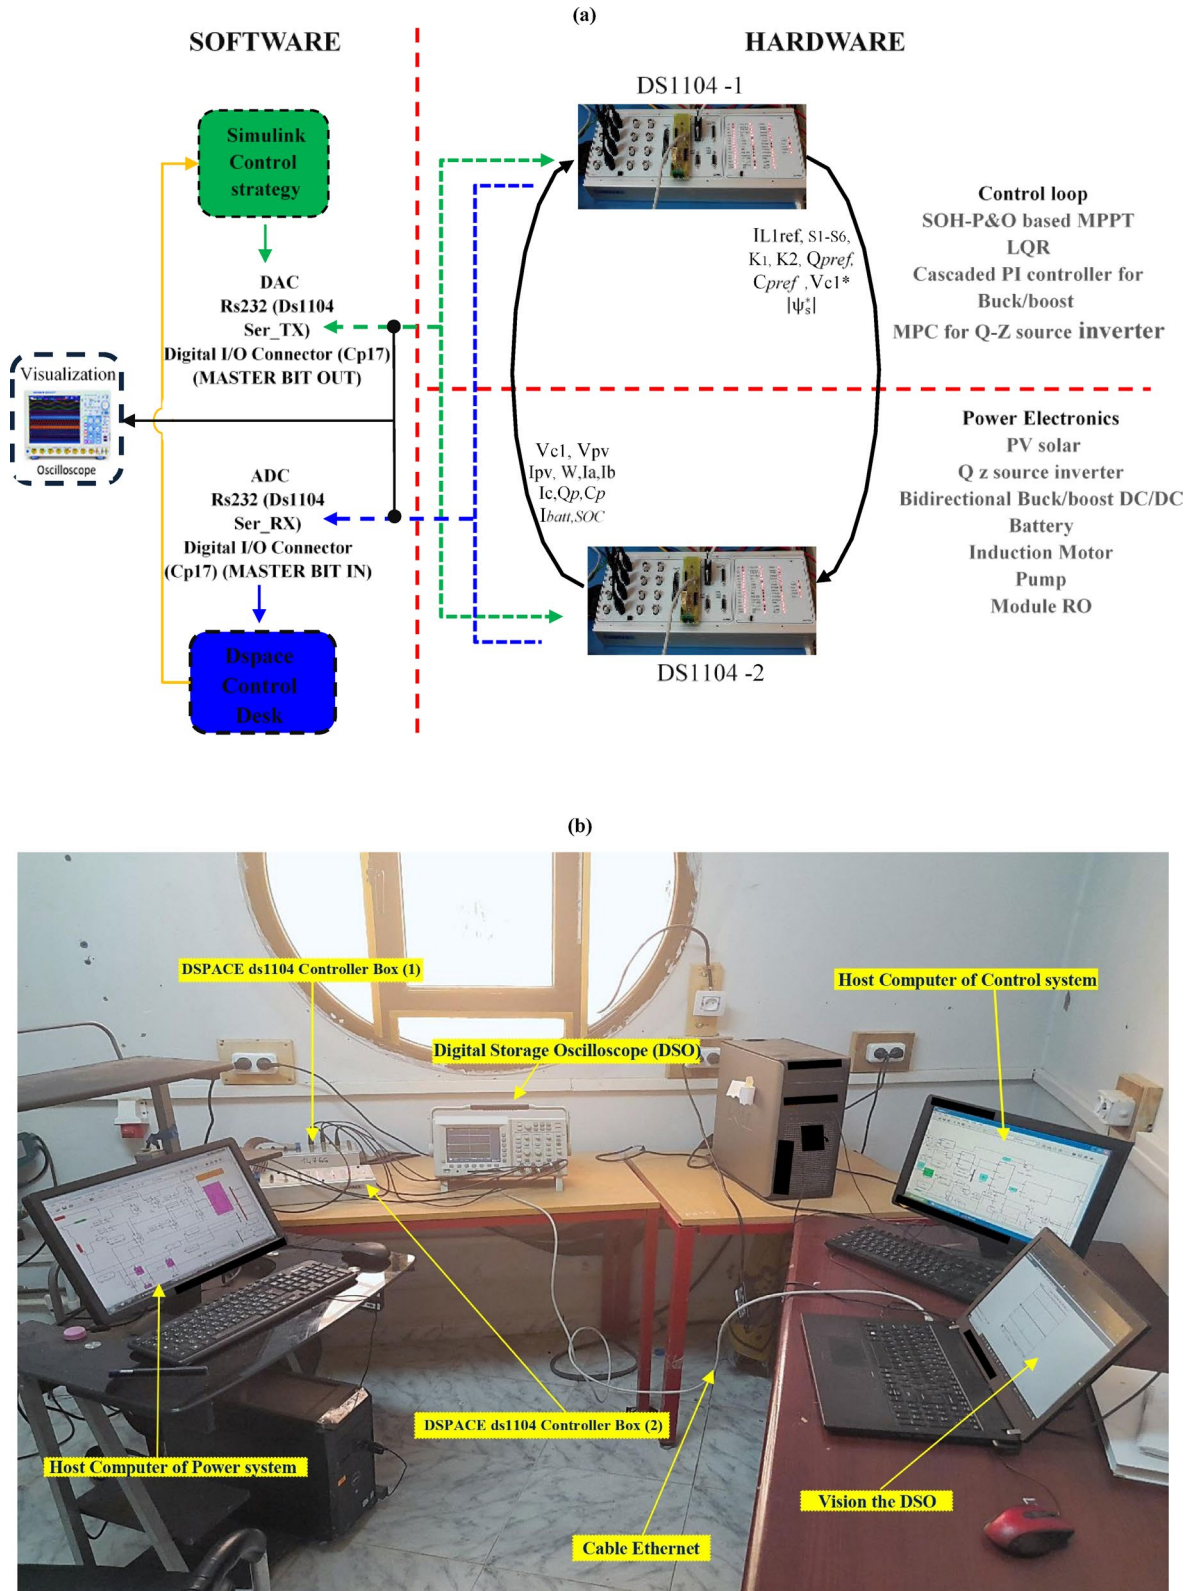 (a)
SOFTWARE
HARDWARE
DS1104 -1
Simulink
Control
strategy
DAC
Rs232 (Ds1104
Ser_TX)
Digital I/O Connector (Cp17)
(MASTER BIT OUT)
Visualization
Oscilloscope
ADC
Rs232 (Ds1104
Ser_RX)
Digital I/O Connector
(Cp17) (MASTER BIT IN)
Dspace
Control
Desk
IL1ref, S1-S6,
K1, K2, Qpref,
Cpref ,Vc1*
|ψs*|
Vc1, Vpv
Ipv, W,Ia,Ib
Ic,Qp,Cp
Ibatt,SOC
DS1104 -2
Control loop
SOH-P&O based MPPT
LQR
Cascaded PI controller for
Buck/boost
MPC for Q-Z source inverter
Power Electronics
PV solar
Q z source inverter
Bidirectional Buck/boost DC/DC
Battery
Induction Motor
Pump
Module RO
(b)
DSPACE ds1104 Controller Box (1)
Host Computer of Control system
Digital Storage Oscilloscope (DSO)
DSPACE ds1104 Controller Box (2)
Host Computer of Power system
Vision the DSO
Cable Ethernet